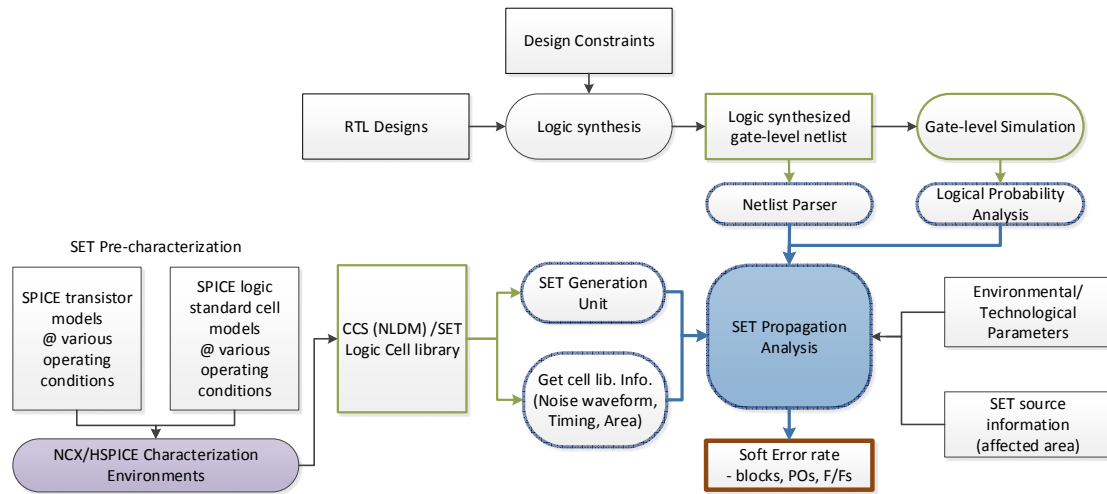 Design Constraints
RTL Designs
Logic synthesis
Logic synthesized
gate-level netlist
Gate-level Simulation
Netlist Parser
Logical Probability
Analysis
SET Pre-characterization
SPICE transistor
models
@ various
operating
conditions
SPICE logic
standard cell
models
@ various
operating
conditions
NCX/HSPICE Characterization
Environments
CCS (NLDM) /SET
Logic Cell library
SET Generation
Unit
Get cell lib. Info.
(Noise waveform,
Timing, Area)
SET Propagation
Analysis
Environmental/
Technological
Parameters
SET source
information
(affected area)
Soft Error rate
- blocks, POs, F/Fs